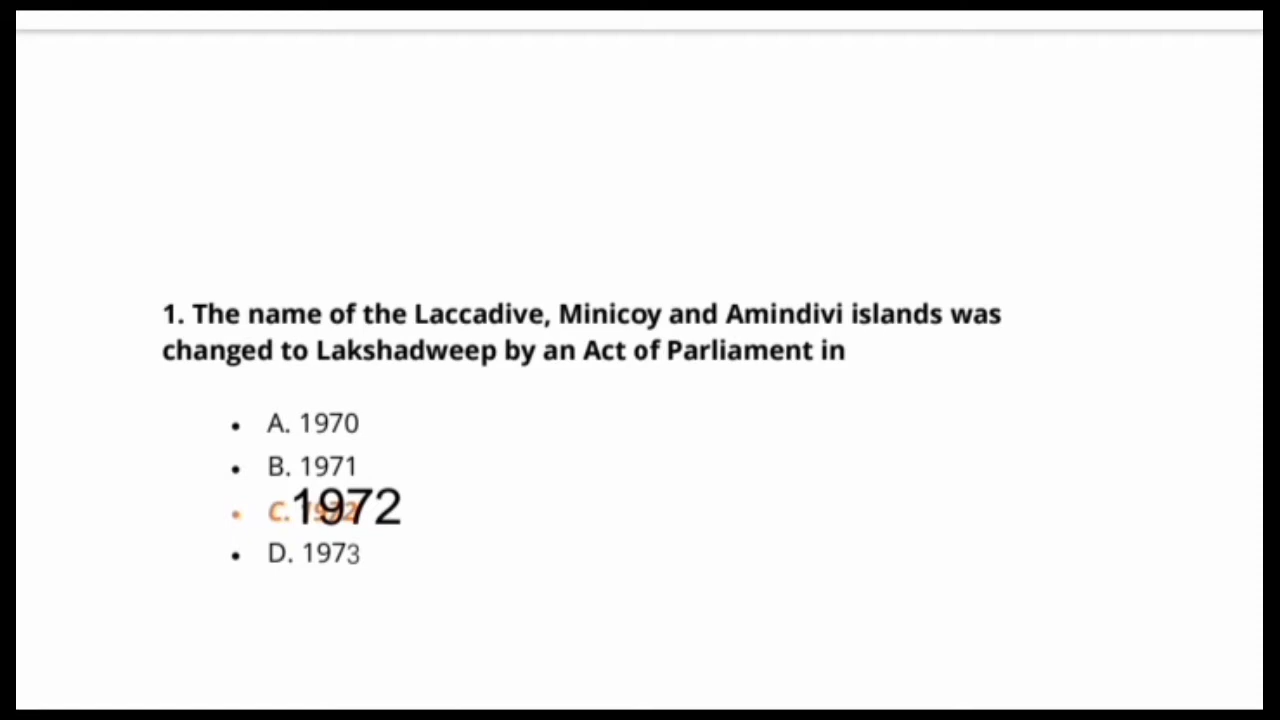 1. The name of the Laccadive, Minicoy and Amindivi islands was
changed to Lakshadweep by an Act of Parliament in
• A. 1970
• B. 1971
• C. 1972
• D. 1973